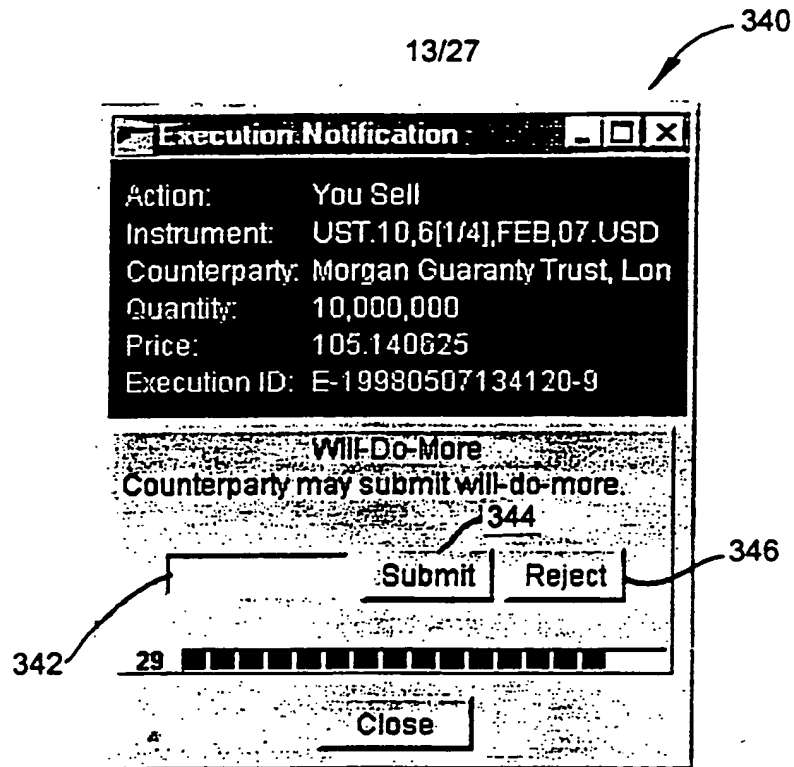 13/27
340
Execution Notification
Action: You Sell
Instrument: UST.10,6[1/4],FEB,07.USD
Counterparty: Morgan Guaranty Trust, Lon
Quantity: 10,000,000
Price: 105.140625
Execution ID: E-19980507134120-9
Will-Do-More
Counterparty may submit will-do-more.
344
Submit Reject
346
342
29
Close